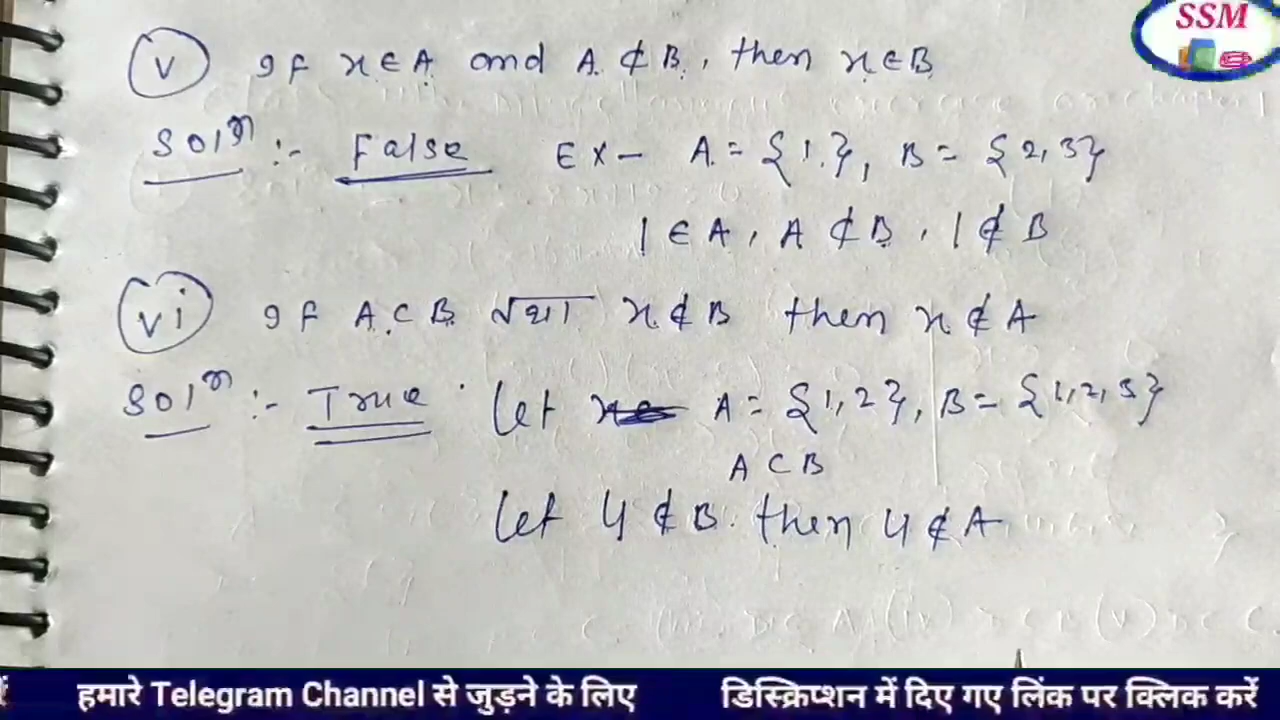 SSM
(v) If x ∈ A and A ⊄ B, then x ∈ B
Solⁿ :- False Ex- A = {1}, B = {2, 3}
1 ∈ A, A ⊄ B, 1 ∉ B
(vi) If A ⊂ B तथा x ∉ B then x ∉ A
Solⁿ :- True. Let A = {1, 2}, B = {1, 2, 3}
A ⊂ B
Let 4 ∉ B. then 4 ∉ A
हमारे Telegram Channel से जुड़ने के लिए डिस्क्रिप्शन में दिए गए लिंक पर क्लिक करें